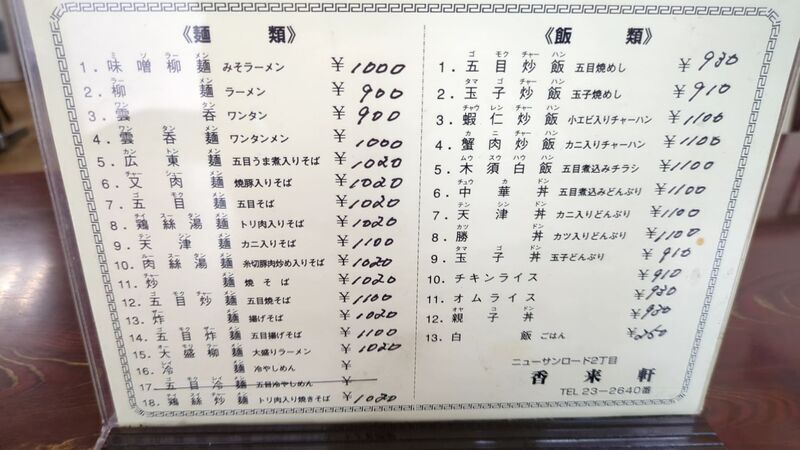 《麺 類》
1. 味噌柳麺 みそラーメン ¥1000
2. 柳麺 ラーメン ¥900
3. 雲呑 ワンタン ¥900
4. 雲呑麺 ワンタンメン ¥1000
5. 広東麺 五目うま煮入りそば ¥1020
6. 叉肉麺 焼豚入りそば ¥1020
7. 五目麺 五目そば ¥1020
8. 鶏絲湯麺 トリ肉入りそば ¥1020
9. 天津麺 カニ入りそば ¥1100
10. 肉絲湯麺 糸切豚肉炒め入りそば ¥1020
11. 炒麺 焼そば ¥1020
12. 五目炒麺 五目焼そば ¥1100
13. 炸麺 揚げそば ¥1020
14. 五目炸麺 五目揚げそば ¥1100
15. 大盛柳麺 大盛りラーメン ¥1020
16. 冷麺 冷やしめん ¥
17. 五目冷麺 五目冷やしめん ¥
18. 鶏絲炒麺 トリ肉入り焼きそば ¥1020
《飯 類》
1. 五目炒飯 五目焼めし ¥930
2. 玉子炒飯 玉子焼めし ¥910
3. 蝦仁炒飯 小エビ入りチャーハン ¥1100
4. 蟹肉炒飯 カニ入りチャーハン ¥1100
5. 木須白飯 五目煮込みチラシ ¥1100
6. 中華丼 五目煮込みどんぶり ¥1100
7. 天津丼 カニ入りどんぶり ¥1100
8. 勝丼 カツ入りどんぶり ¥1100
9. 玉子丼 玉子どんぶり ¥910
10. チキンライス ¥910
11. オムライス ¥930
12. 親子丼 ¥930
13. 白飯 ごはん ¥250
ニューサンロード2丁目
香来軒
TEL 23-2640番